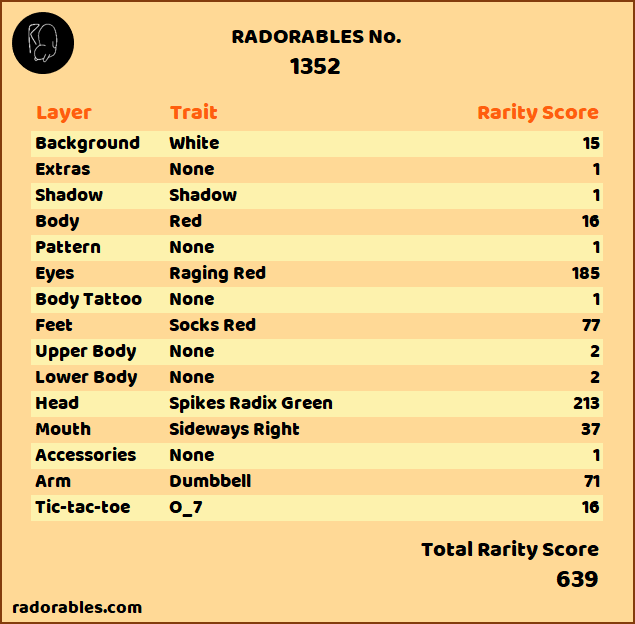 RADORABLES No.
1352
Layer Trait Rarity Score
Background White 15
Extras None 1
Shadow Shadow 1
Body Red 16
Pattern None 1
Eyes Raging Red 185
Body Tattoo None 1
Feet Socks Red 77
Upper Body None 2
Lower Body None 2
Head Spikes Radix Green 213
Mouth Sideways Right 37
Accessories None 1
Arm Dumbbell 71
Tic-tac-toe O_7 16
Total Rarity Score
639
radorables.com